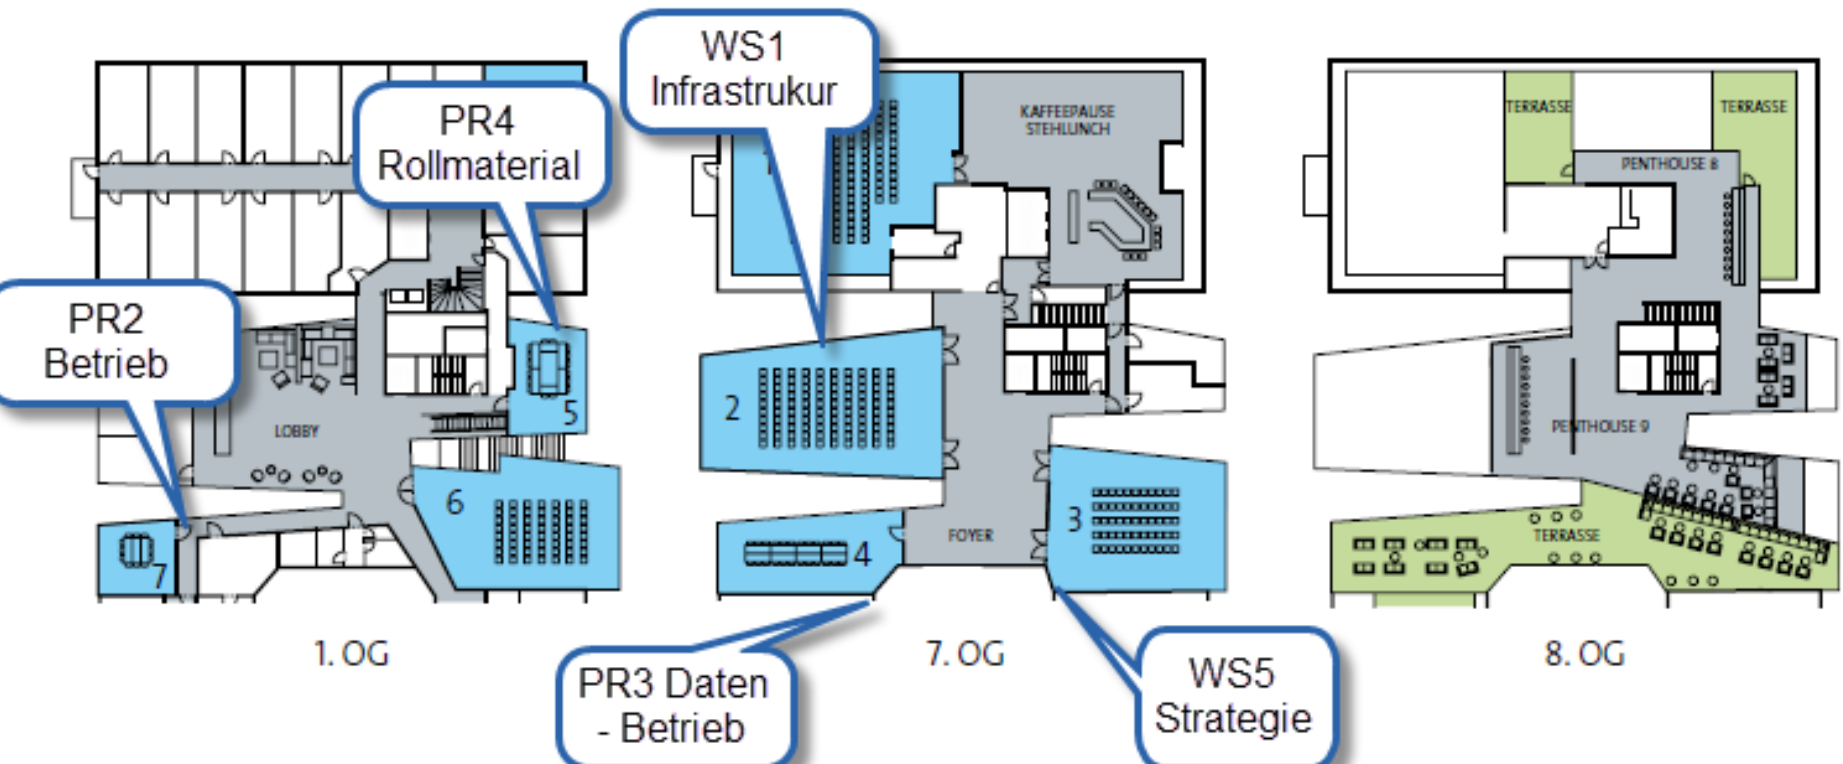 WS1
Infrastrukur
PR4
Rollmaterial
KAFFEEPAUSE
STEHLUNCH
TERRASSE
TERRASSE
PENTHOUSE 8
1
PR2
Betrieb
LOBBY
5
6
7
2
3
4
FOYER
PENTHOUSE 9
TERRASSE
1. OG
7. OG
8. OG
PR3 Daten
- Betrieb
WS5
Strategie